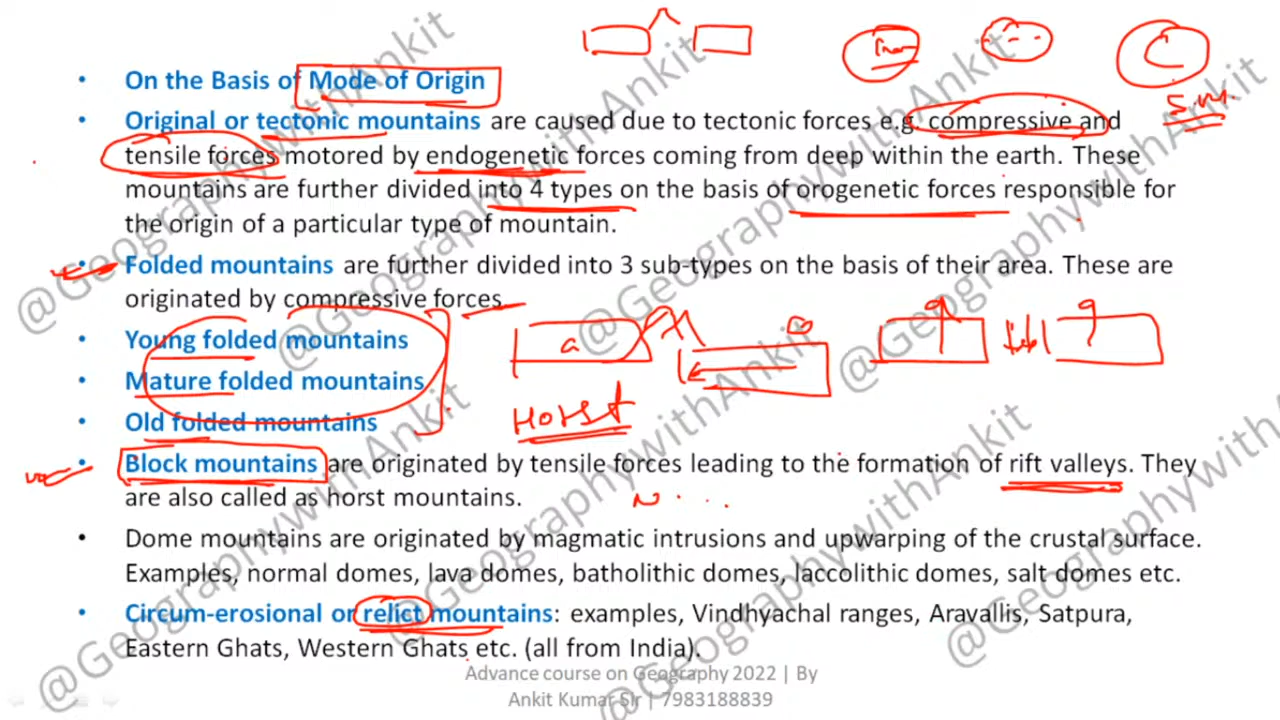 On the Basis of Mode of Origin
Original or tectonic mountains are caused due to tectonic forces e.g. compressive and
tensile forces motored by endogenetic forces coming from deep within the earth. These
mountains are further divided into 4 types on the basis of orogenetic forces responsible for
the origin of a particular type of mountain.
Folded mountains are further divided into 3 sub-types on the basis of their area. These are
originated by compressive forces
Young folded mountains
Mature folded mountains
Old folded mountains
Horst
Block mountains are originated by tensile forces leading to the formation of rift valleys. They
are also called as horst mountains.
Dome mountains are originated by magmatic intrusions and upwarping of the crustal surface.
Examples, normal domes, lava domes, batholithic domes, laccolithic domes, salt domes etc.
Circum-erosional or relict mountains: examples, Vindhyachal ranges, Aravallis, Satpura,
Eastern Ghats, Western Ghats etc. (all from India).
Advance course on Geography 2022 | By
Ankit Kumar Sir | 7983188839
@GeographywithAnkit
@GeographywithAnkit
@GeographywithAnkit
@GeographywithAnkit
@GeographywithAnkit
@GeographywithAnkit
@GeographywithAnkit
@GeographywithAnkit